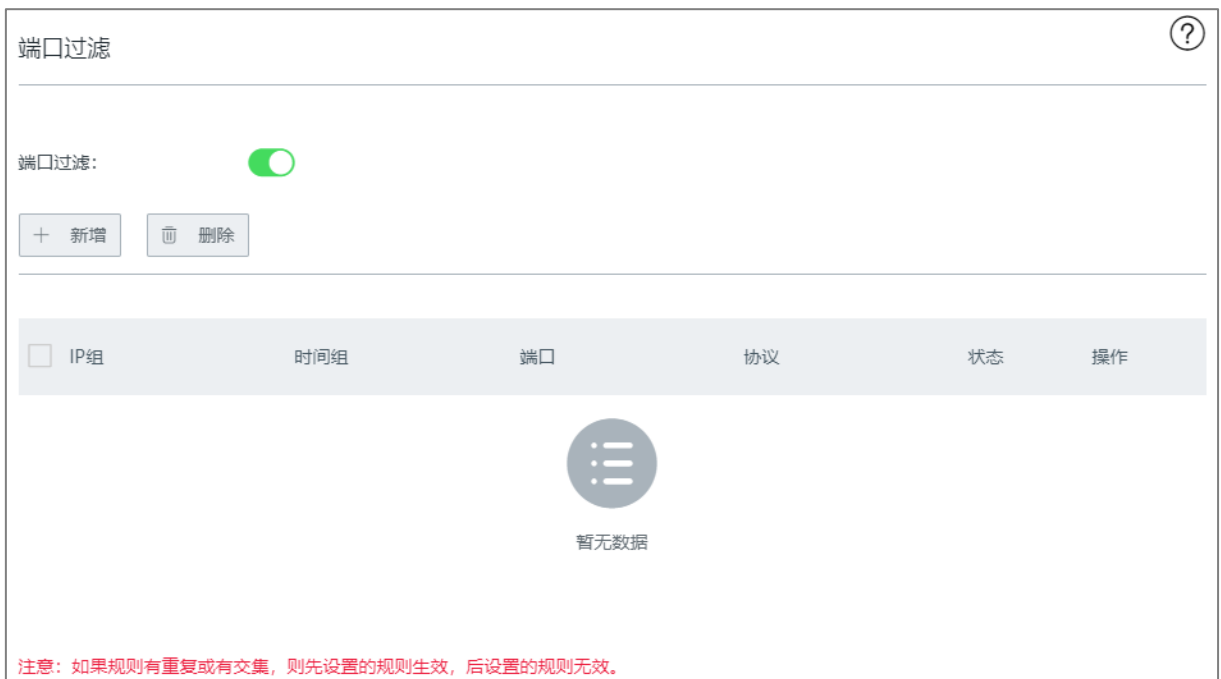 端口过滤
?
端口过滤：
新增 删除
IP组 时间组 端口 协议 状态 操作
暂无数据
注意：如果规则有重复或有交集，则先设置的规则生效，后设置的规则无效。